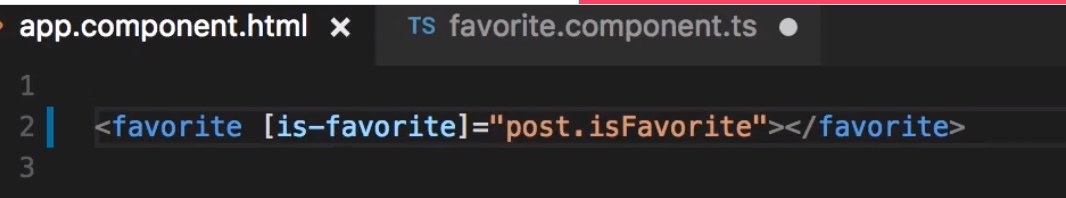 app.component.html × TS favorite.component.ts ●
1
2 <favorite [is-favorite]="post.isFavorite"></favorite>
3